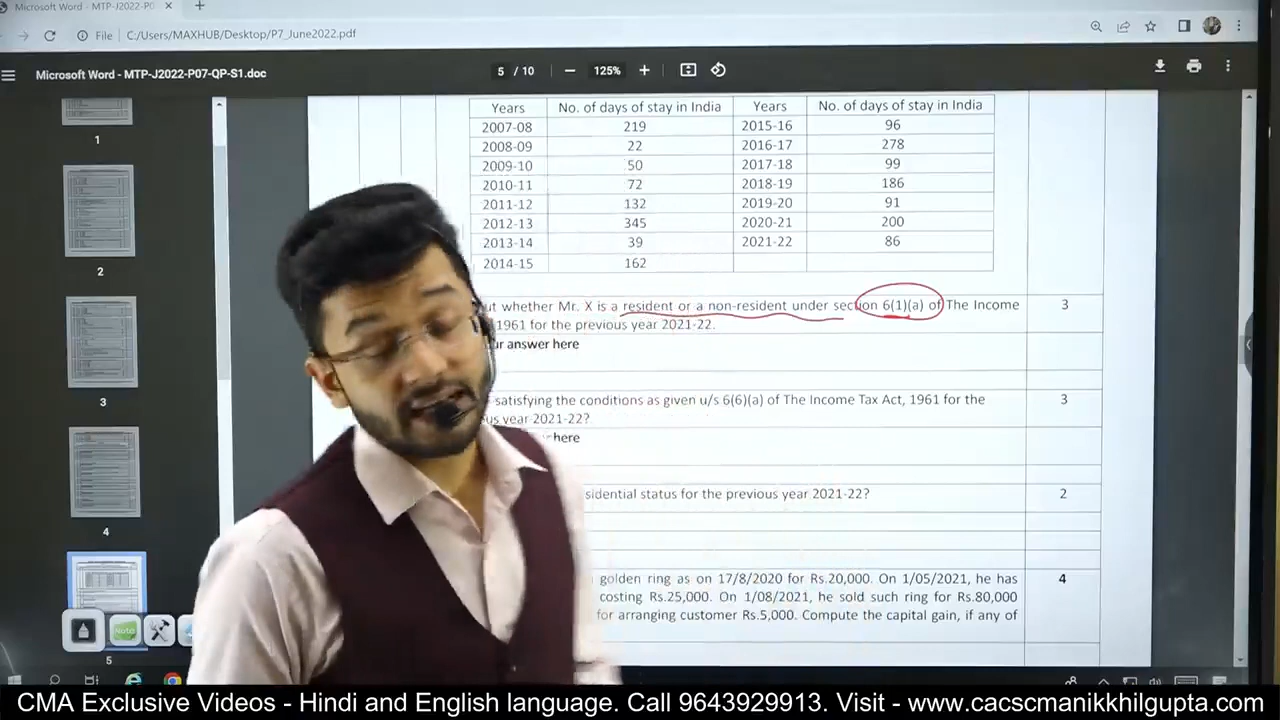 Microsoft Word - MTP-J2022-P07
File
C:/Users/MAXHUB/Desktop/P7_June2022.pdf
Microsoft Word - MTP-J2022-P07-QP-S1.doc
5 / 10
125%
Years No. of days of stay in India Years No. of days of stay in India
2007-08 219 2015-16 96
2008-09 22 2016-17 278
2009-10 50 2017-18 99
2010-11 72 2018-19 186
2011-12 132 2019-20 91
2012-13 345 2020-21 200
2013-14 39 2021-22 86
2014-15 162
ut whether Mr. X is a resident or a non-resident under section 6(1)(a) of The Income 3
1961 for the previous year 2021-22.
ur answer here
satisfying the conditions as given u/s 6(6)(a) of The Income Tax Act, 1961 for the 3
us year 2021-22?
here
sidential status for the previous year 2021-22? 2
golden ring as on 17/8/2020 for Rs.20,000. On 1/05/2021, he has 4
costing Rs.25,000. On 1/08/2021, he sold such ring for Rs.80,000
for arranging customer Rs.5,000. Compute the capital gain, if any of
1
2
3
4
5
Note
CMA Exclusive Videos - Hindi and English language. Call 9643929913. Visit - www.cacscmanikkhilgupta.com